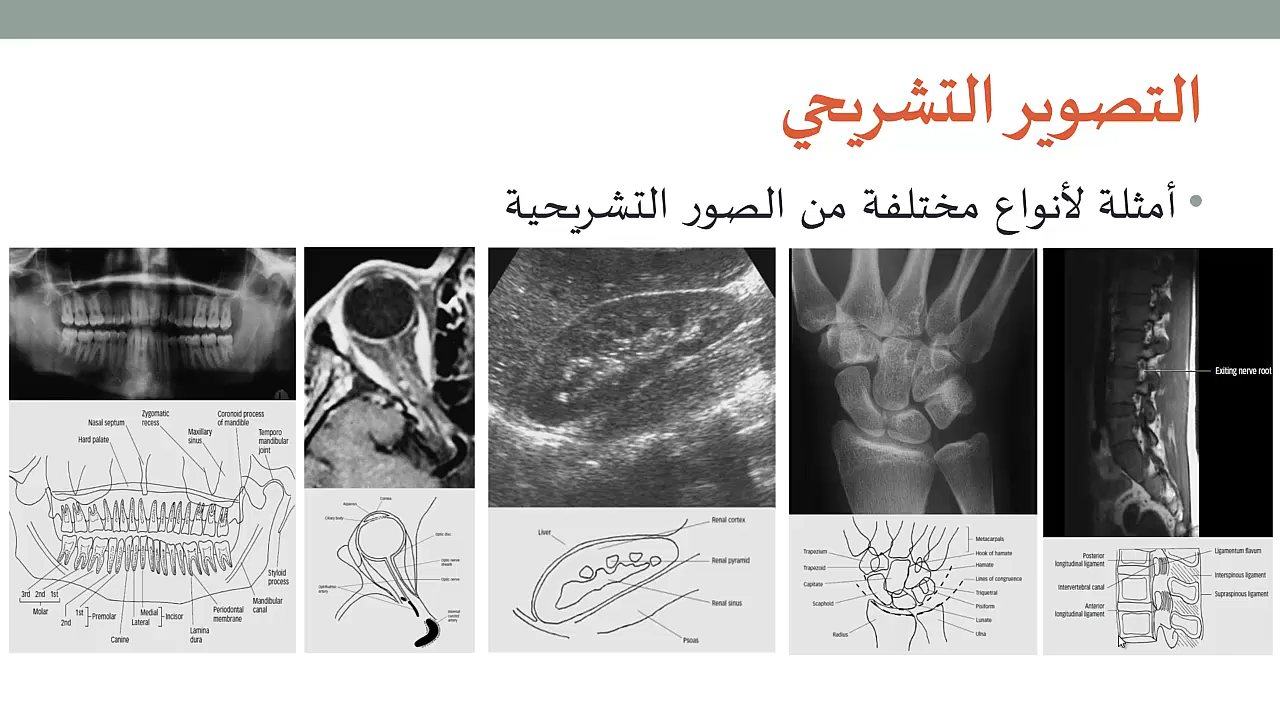 التصوير التشريحي
• أمثلة لأنواع مختلفة من الصور التشريحية
Exiting nerve root
Posterior
longitudinal ligament
Intervertebral canal
Anterior
longitudinal ligament
Ligamentum flavum
Interspinous ligament
Supraspinous ligament
Trapezium
Trapezoid
Capitate
Scaphoid
Radius
Metacarpals
Hook of hamate
Hamate
Lines of congruence
Triquetral
Pisiform
Lunate
Ulna
Liver
Renal cortex
Renal pyramid
Renal sinus
Psoas
Cornea
Aqueous
Ciliary body
Optic disc
Optic nerve
sheath
Optic nerve
Ophthalmic
artery
Internal
carotid
artery
Zygomatic
recess
Nasal septum
Hard palate
Maxillary
sinus
Coronoid process
of mandible
Temporo
mandibular
joint
Styloid
process
Mandibular
canal
Periodontal
membrane
Lamina
dura
3rd 2nd 1st
Molar
1st
2nd
Premolar
Medial
Lateral
Incisor
Canine